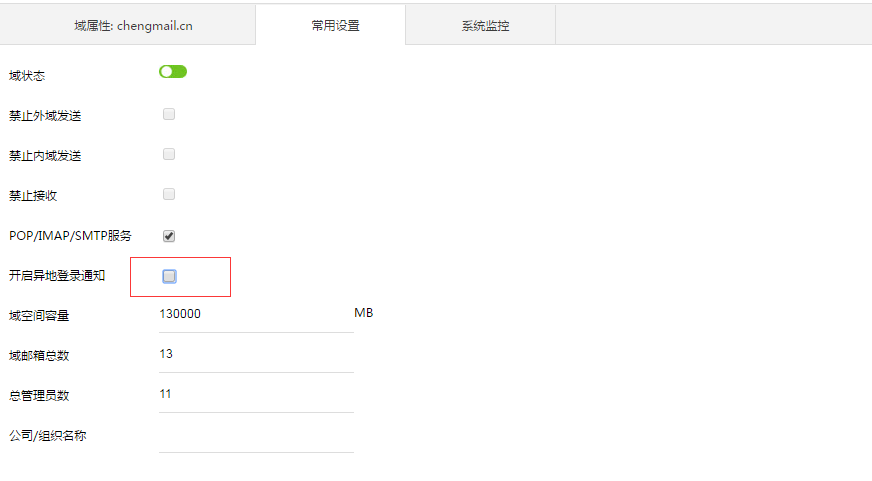 域属性: chengmail.cn 常用设置 系统监控
域状态
禁止外域发送
禁止内域发送
禁止接收
POP/IMAP/SMTP服务
开启异地登录通知
域空间容量 130000 MB
域邮箱总数 13
总管理员数 11
公司/组织名称